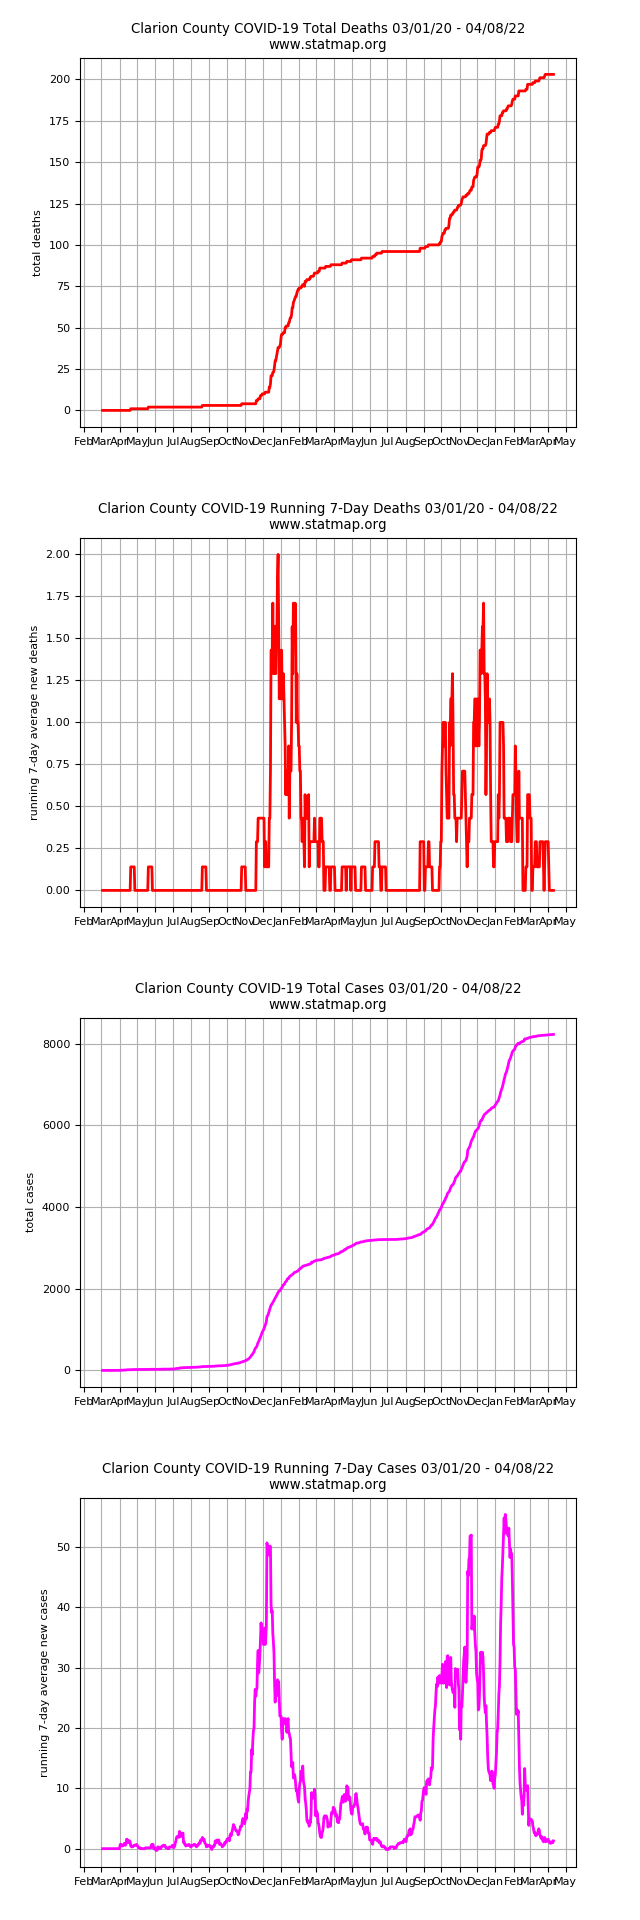 Clarion County COVID-19 Total Deaths 03/01/20 - 04/08/22
www.statmap.org
200
175
150
125
100
75
50
25
0
total deaths
Feb Mar Apr May Jun Jul Aug Sep Oct Nov Dec Jan Feb Mar Apr May Jun Jul Aug Sep Oct Nov Dec Jan Feb Mar Apr May
Clarion County COVID-19 Running 7-Day Deaths 03/01/20 - 04/08/22
www.statmap.org
2.00
1.75
1.50
1.25
1.00
0.75
0.50
0.25
0.00
running 7-day average new deaths
Feb Mar Apr May Jun Jul Aug Sep Oct Nov Dec Jan Feb Mar Apr May Jun Jul Aug Sep Oct Nov Dec Jan Feb Mar Apr May
Clarion County COVID-19 Total Cases 03/01/20 - 04/08/22
www.statmap.org
8000
6000
4000
2000
0
total cases
Feb Mar Apr May Jun Jul Aug Sep Oct Nov Dec Jan Feb Mar Apr May Jun Jul Aug Sep Oct Nov Dec Jan Feb Mar Apr May
Clarion County COVID-19 Running 7-Day Cases 03/01/20 - 04/08/22
www.statmap.org
50
40
30
20
10
0
running 7-day average new cases
Feb Mar Apr May Jun Jul Aug Sep Oct Nov Dec Jan Feb Mar Apr May Jun Jul Aug Sep Oct Nov Dec Jan Feb Mar Apr May